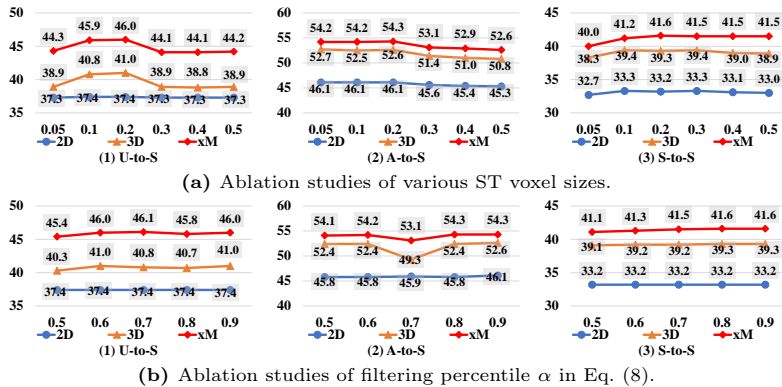 50 45 40 35
44.3 45.9 46.0 44.1 44.1 44.2
38.9 40.8 41.0 38.9 38.8 38.9
37.3 37.4 37.4 37.3 37.3 37.3
0.05 0.1 0.2 0.3 0.4 0.5
2D 3D xM
(1) U-to-S
60 55 50 45 40
54.2 54.2 54.3 53.1 52.9 52.6
52.7 52.5 52.6 51.4 51.0 50.8
46.1 46.1 46.1 45.6 45.4 45.3
0.05 0.1 0.2 0.3 0.4 0.5
2D 3D xM
(2) A-to-S
45 40 35 30
40.0 41.2 41.6 41.5 41.5 41.5
38.3 39.4 39.3 39.4 39.0 38.9
32.7 33.3 33.2 33.3 33.1 33.0
0.05 0.1 0.2 0.3 0.4 0.5
2D 3D xM
(3) S-to-S
(a) Ablation studies of various ST voxel sizes.
50 45 40 35
45.4 46.0 46.1 45.8 46.0
40.3 41.0 40.8 40.7 41.0
37.4 37.4 37.4 37.4 37.4
0.5 0.6 0.7 0.8 0.9
2D 3D xM
(1) U-to-S
60 55 50 45 40
54.1 54.2 53.1 54.3 54.3
52.4 52.4 49.3 52.4 52.6
45.8 45.8 45.9 45.8 46.1
0.5 0.6 0.7 0.8 0.9
2D 3D xM
(2) A-to-S
45 40 35 30
41.1 41.3 41.5 41.6 41.6
39.1 39.2 39.2 39.3 39.3
33.2 33.2 33.2 33.2 33.2
0.5 0.6 0.7 0.8 0.9
2D 3D xM
(3) S-to-S
(b) Ablation studies of filtering percentile α in Eq. (8).